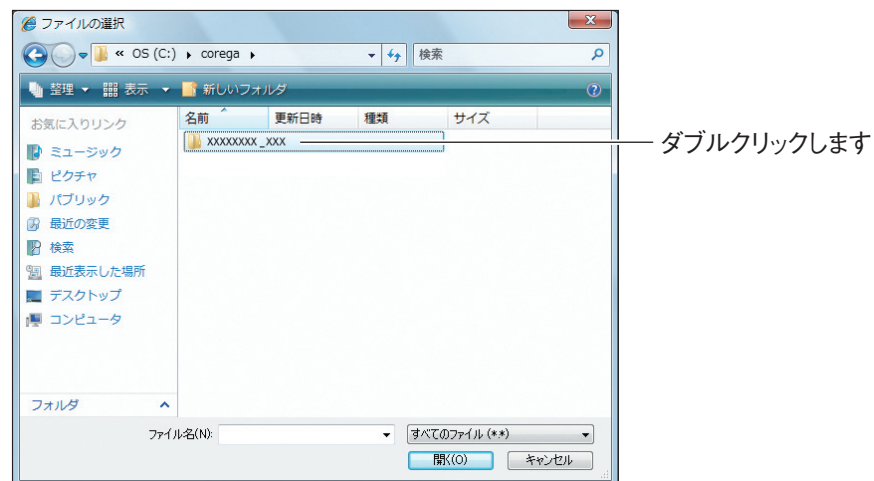 ファイルの選択
« OS (C:) ▸ corega ▸ 検索
整理 表示 新しいフォルダ
お気に入りリンク
名前 更新日時 種類 サイズ
xxxxxxxx_xxx
ダブルクリックします
ミュージック
ピクチャ
パブリック
最近の変更
検索
最近表示した場所
デスクトップ
コンピュータ
フォルダ
ファイル名(N):
すべてのファイル (*.*)
開く(O) キャンセル